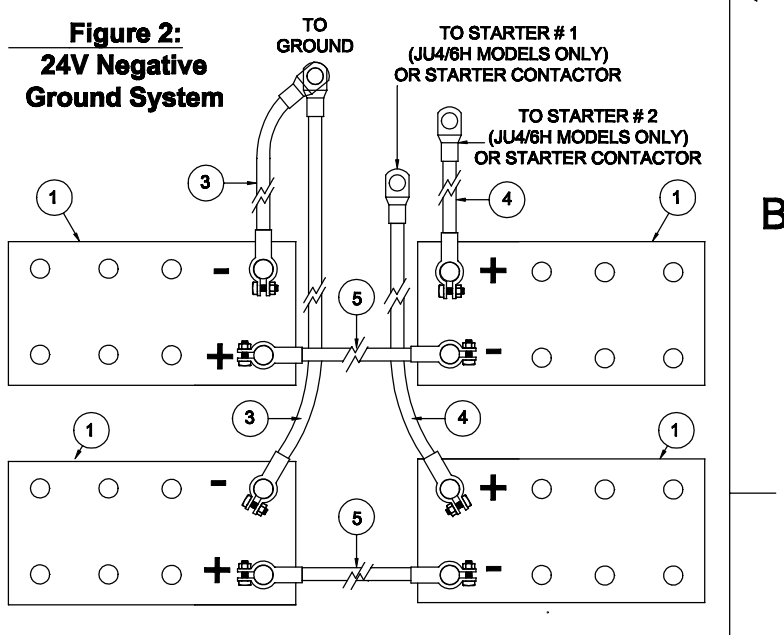 Figure 2:
24V Negative
Ground System
TO
GROUND
TO STARTER # 1
(JU4/6H MODELS ONLY)
OR STARTER CONTACTOR
TO STARTER # 2
(JU4/6H MODELS ONLY)
OR STARTER CONTACTOR
3
4
1
1
B
- +
5
+ -
3
4
1
1
- +
5
+ -